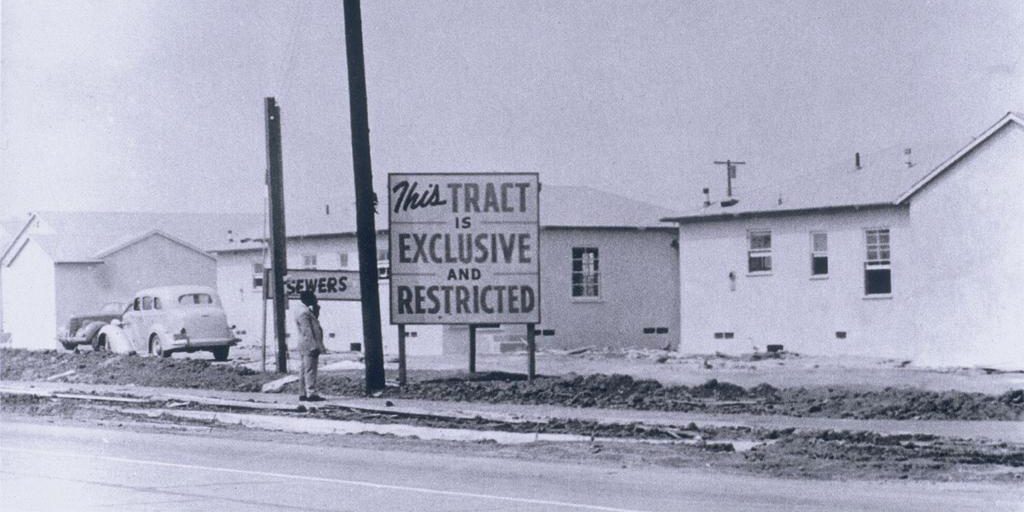 This TRACT
IS
EXCLUSIVE
AND
RESTRICTED
SEWERS